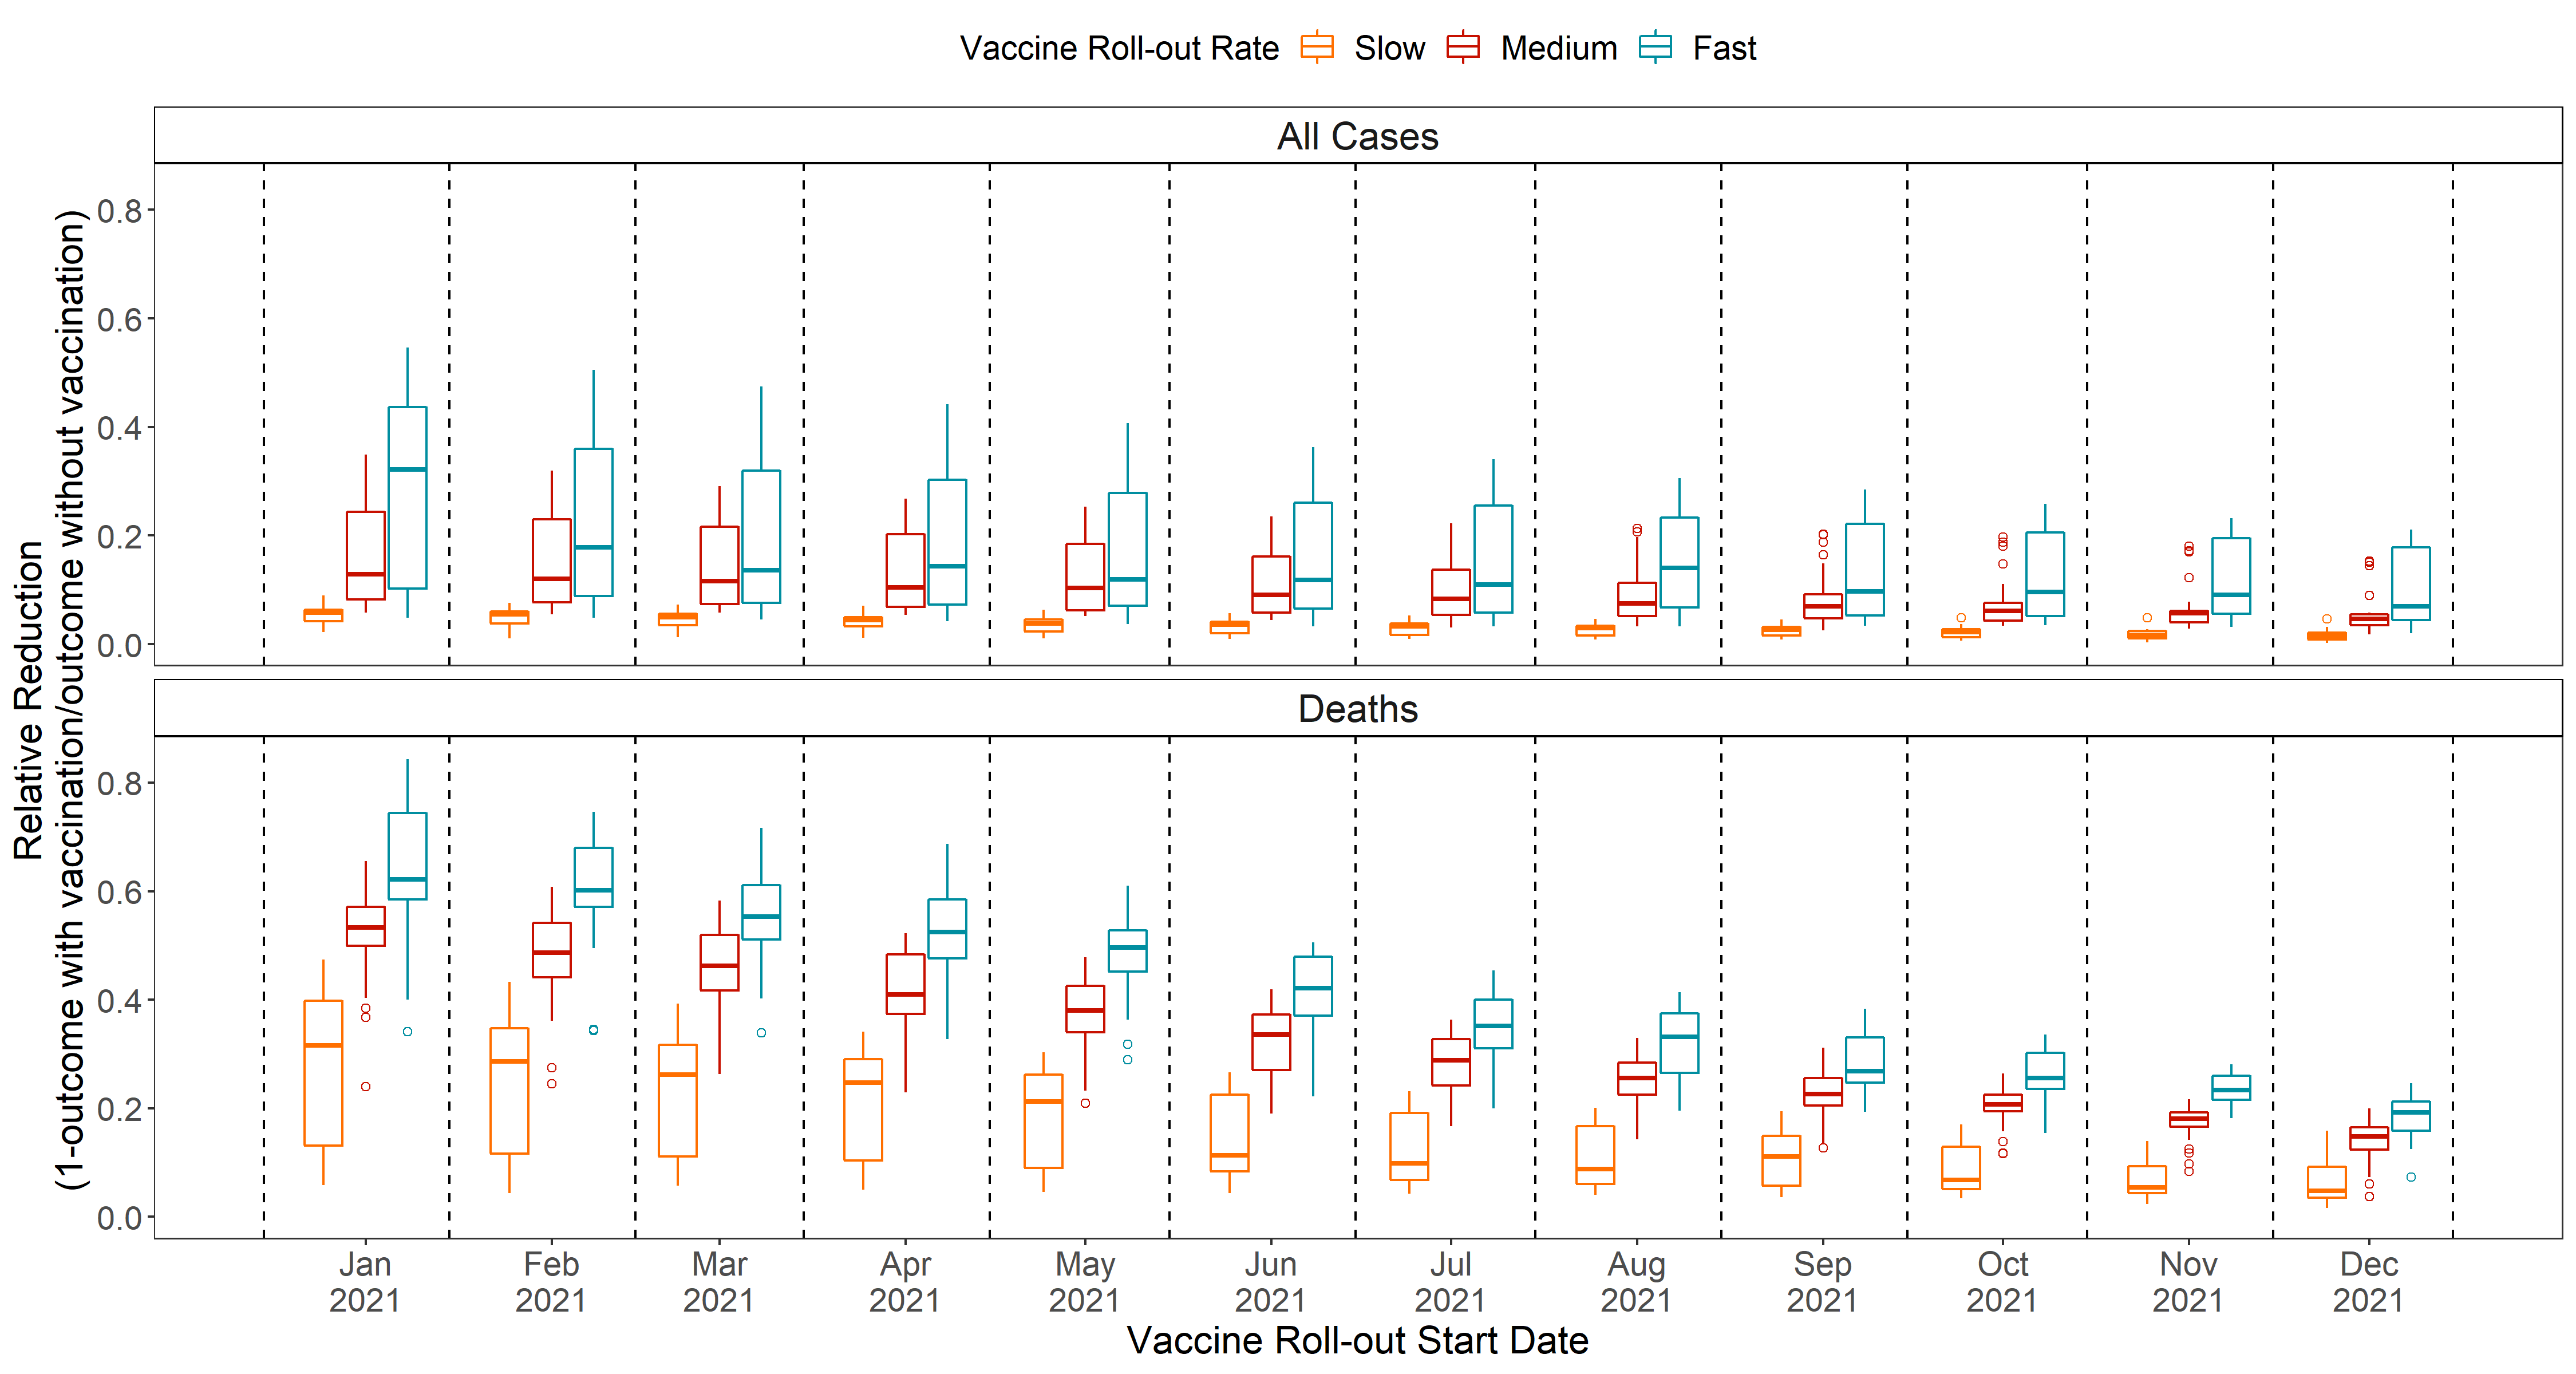 Vaccine Roll-out Rate Slow Medium Fast
All Cases
0.8
0.6
0.4
0.2
0.0
Deaths
0.8
0.6
0.4
0.2
0.0
Relative Reduction
(1-outcome with vaccination/outcome without vaccination)
Jan Feb Mar Apr May Jun Jul Aug Sep Oct Nov Dec
2021 2021 2021 2021 2021 2021 2021 2021 2021 2021 2021 2021
Vaccine Roll-out Start Date